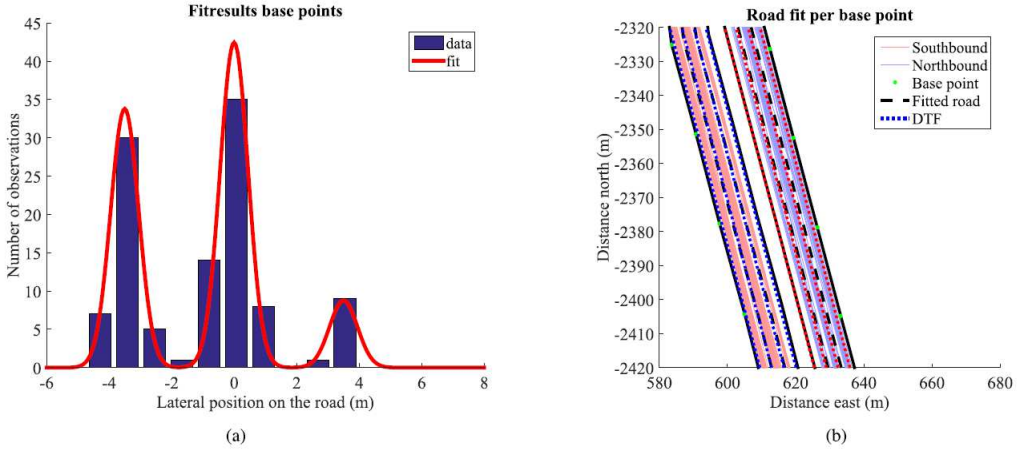 Fitresults base points
45
40
35
30
25
20
15
10
5
0
-6 -4 -2 0 2 4 6 8
Number of observations
Lateral position on the road (m)
data
fit
(a)
Road fit per base point
-2320
-2330
-2340
-2350
-2360
-2370
-2380
-2390
-2400
-2410
-2420
580 600 620 640 660 680
Distance north (m)
Distance east (m)
Southbound
Northbound
Base point
Fitted road
DTF
(b)